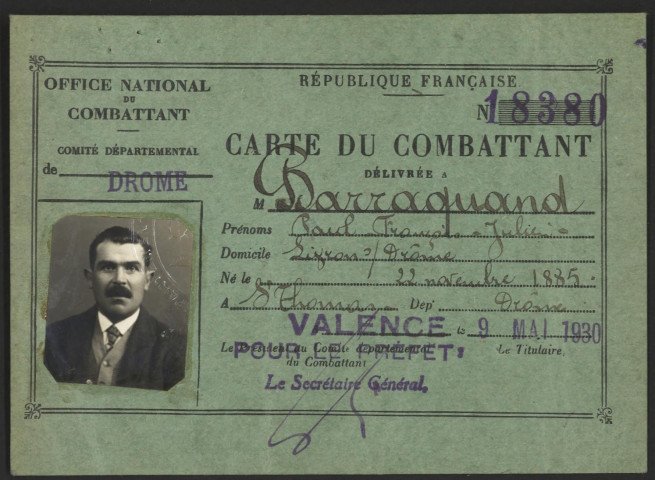 OFFICE NATIONAL
DU
COMBATTANT
COMITÉ DÉPARTEMENTAL
de DROME
RÉPUBLIQUE FRANÇAISE
N 18380
CARTE DU COMBATTANT
DÉLIVRÉE A
M Barraquand
Prénoms Paul François Julien
Domicile Livron s/ Drôme
Né le 22 novembre 1885
A St Thomas Dept Drôme
VALENCE le 9 MAI 1930
Le Président du Comité départemental
du Combattant
Le Titulaire,
POUR LE PRÉFET:
Le Secrétaire Général,